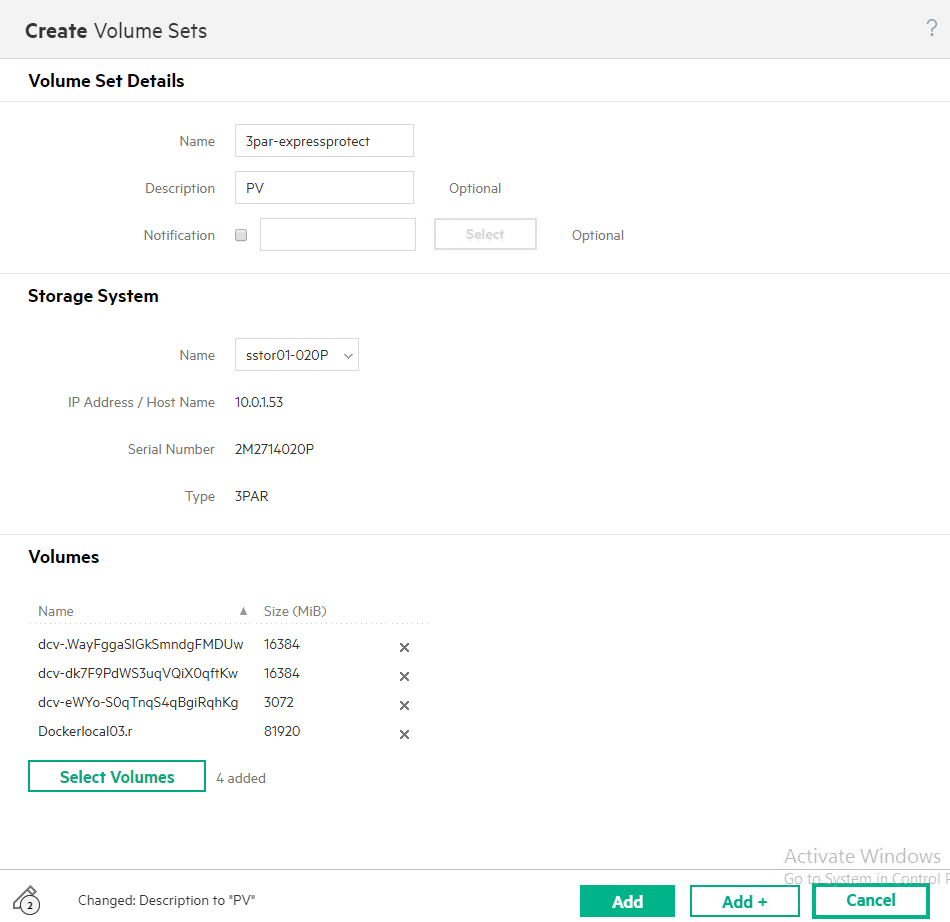 Create Volume Sets
?
Volume Set Details
Name 3par-expressprotect
Description PV Optional
Notification Select Optional
Storage System
Name sstor01-020P
IP Address / Host Name 10.0.1.53
Serial Number 2M2714020P
Type 3PAR
Volumes
Name ▲ Size (MiB)
dcv-.WayFggaSIGkSmndgFMDUw 16384
dcv-dk7F9PdWS3uqVQiX0qftKw 16384
dcv-eWYo-S0qTnqS4qBgiRqhKg 3072
Dockerlocal03.r 81920
Select Volumes 4 added
Activate Windows
Go to System in Control P
2 Changed: Description to "PV" Add Add + Cancel